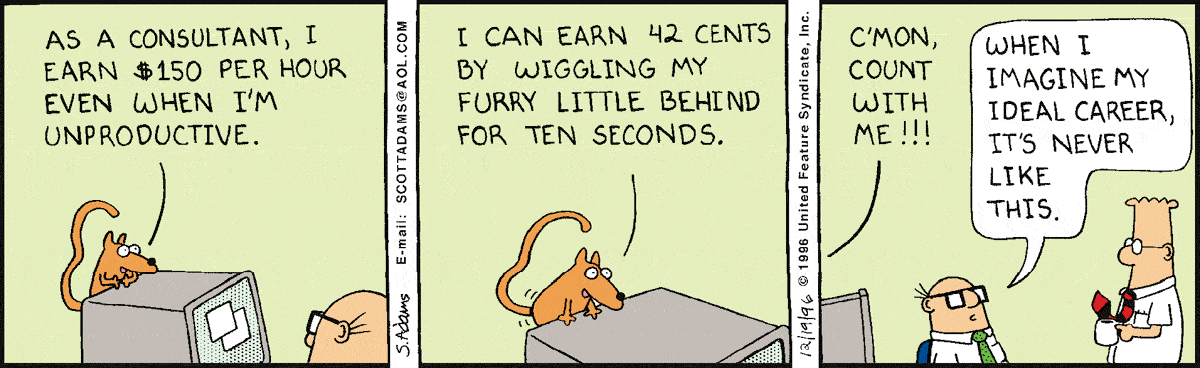 AS A CONSULTANT, I
EARN $150 PER HOUR
EVEN WHEN I'M
UNPRODUCTIVE.
S.Adams E-mail: SCOTTADAMS@AOL.COM
I CAN EARN 42 CENTS
BY WIGGLING MY
FURRY LITTLE BEHIND
FOR TEN SECONDS.
12/19/96 © 1996 United Feature Syndicate, Inc.
C'MON,
COUNT
WITH
ME!!!
WHEN I
IMAGINE MY
IDEAL CAREER,
IT'S NEVER
LIKE
THIS.